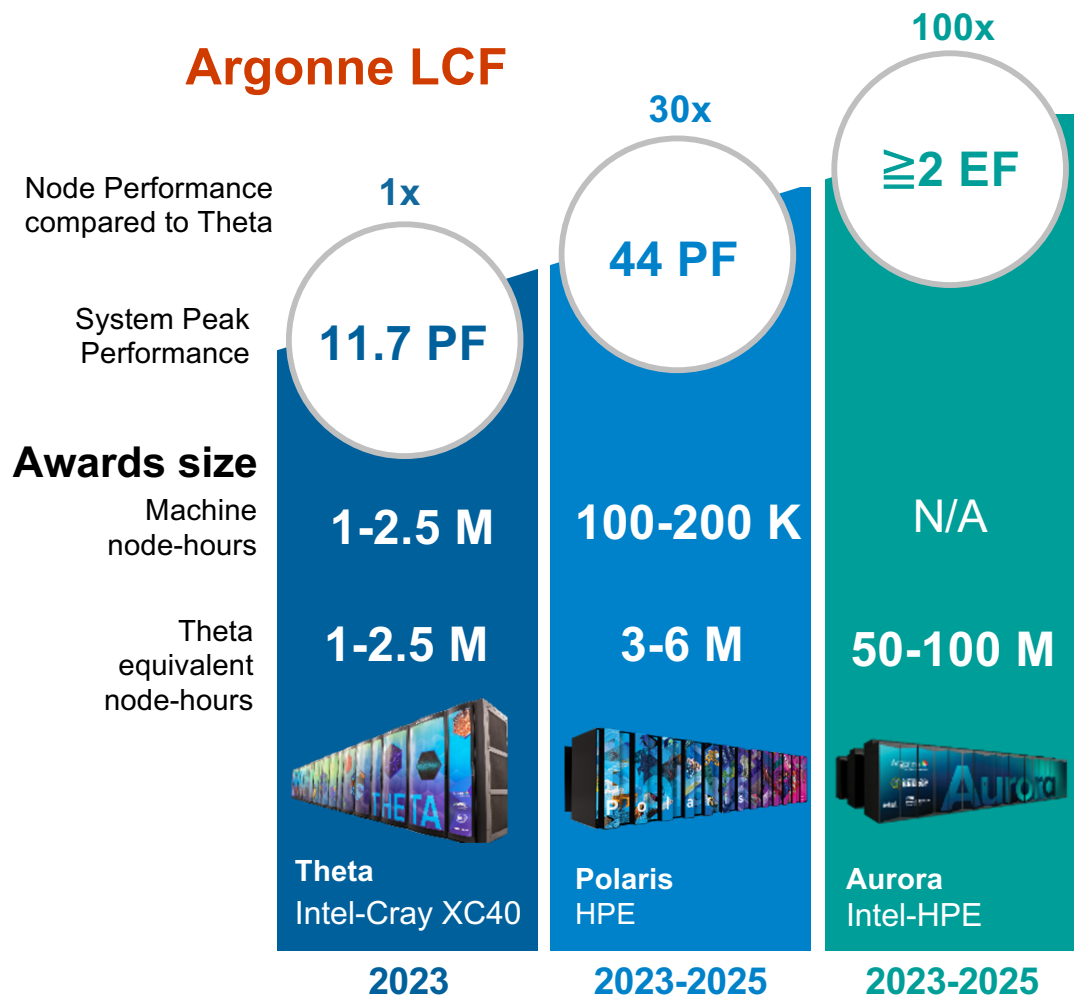 Argonne LCF
100x
30x
1x
Node Performance
compared to Theta
≧2 EF
44 PF
11.7 PF
System Peak
Performance
Awards size
Machine
node-hours
1-2.5 M
100-200 K
N/A
Theta
equivalent
node-hours
1-2.5 M
3-6 M
50-100 M
THETA
Polaris
Aurora
Theta
Intel-Cray XC40
Polaris
HPE
Aurora
Intel-HPE
2023
2023-2025
2023-2025